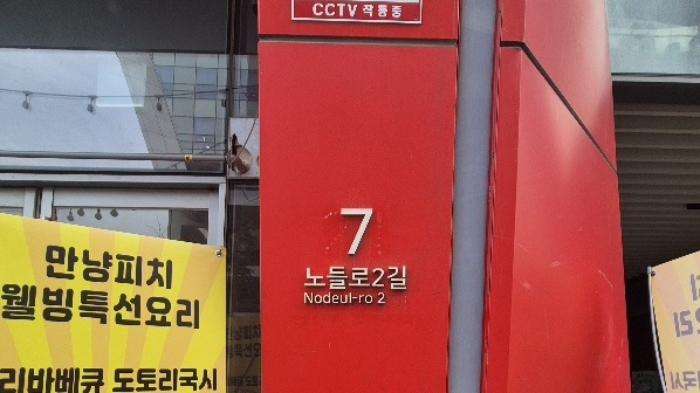 CCTV 작동중
7
노들로2길
Nodeul-ro 2
만냥피치
웰빙특선요리
리바베큐 도토리국시